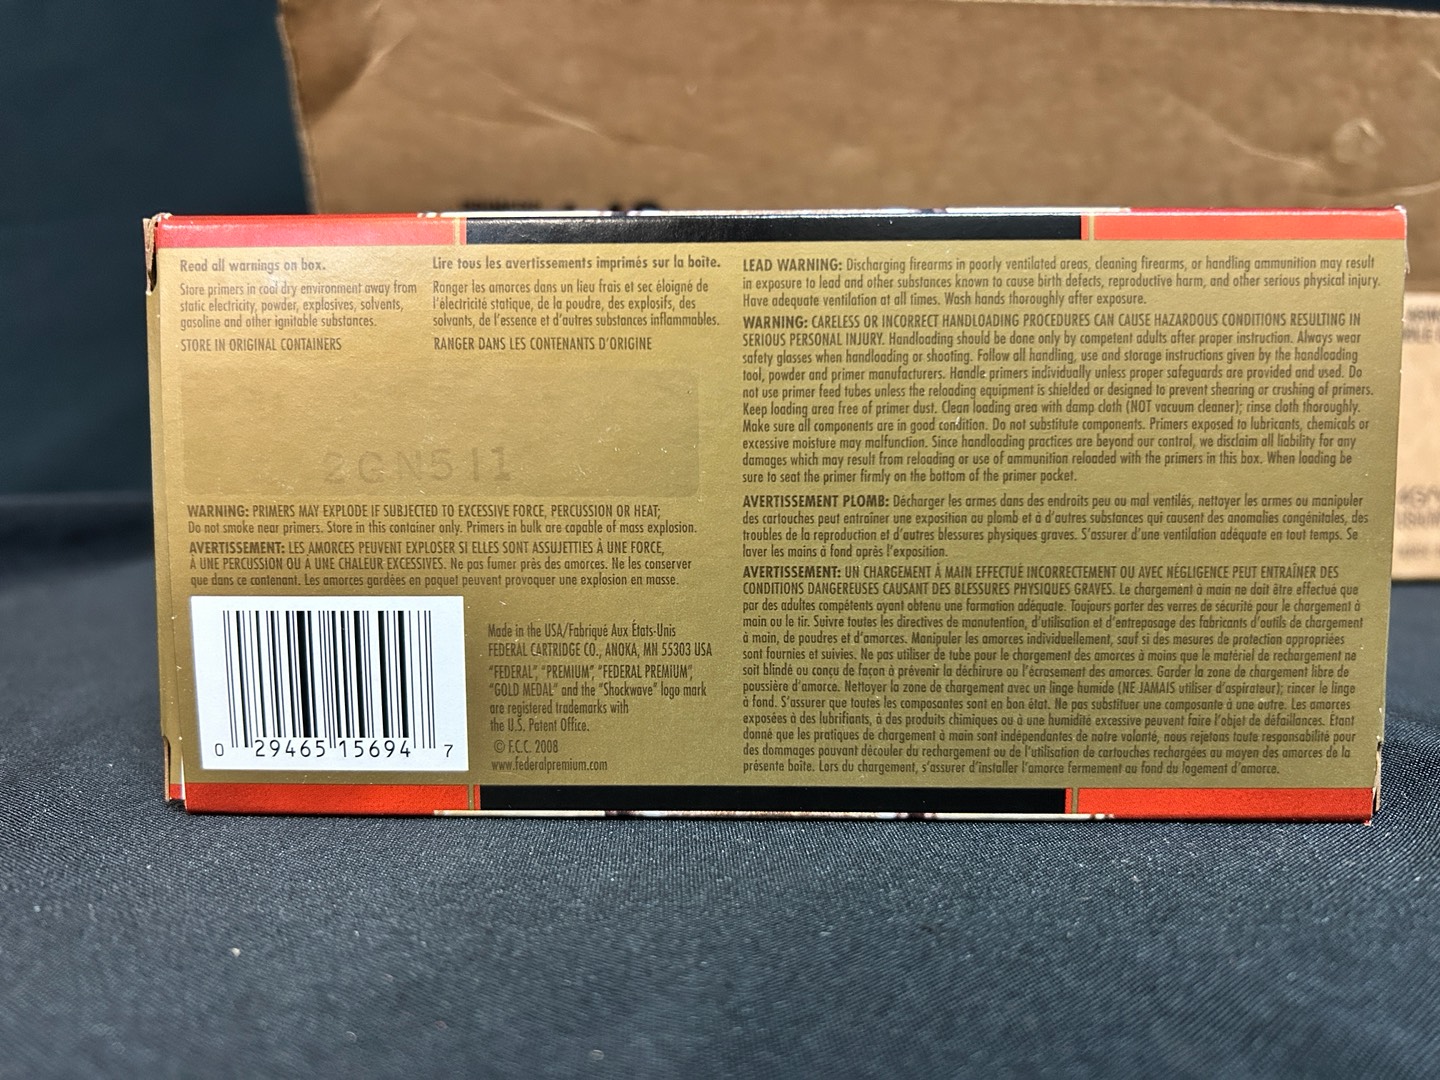 Read all warnings on box.
Store primers in cool dry environment away from
static electricity, powder, explosives, solvents,
gasoline and other ignitable substances.
STORE IN ORIGINAL CONTAINERS
Lire tous les avertissements imprimés sur la boîte.
Ranger les amorces dans un lieu frais et sec éloigné de
l'électricité statique, de la poudre, des explosifs, des
solvants, de l'essence et d'autres substances inflammables.
RANGER DANS LES CONTENANTS D'ORIGINE
WARNING: PRIMERS MAY EXPLODE IF SUBJECTED TO EXCESSIVE FORCE, PERCUSSION OR HEAT;
Do not smoke near primers. Store in this container only. Primers in bulk are capable of mass explosion.
AVERTISSEMENT: LES AMORCES PEUVENT EXPLOSER SI ELLES SONT ASSUJETTIES À UNE FORCE,
À UNE PERCUSSION OU À UNE CHALEUR EXCESSIVES. Ne pas fumer près des amorces. Ne les conserver
que dans ce contenant. Les amorces gardées en paquet peuvent provoquer une explosion en masse.
0 29465 15694 7
Made in the USA/Fabriqué Aux États-Unis
FEDERAL CARTRIDGE CO., ANOKA, MN 55303 USA
"FEDERAL", "PREMIUM", "FEDERAL PREMIUM",
"GOLD MEDAL" and the "Shockwave" logo mark
are registered trademarks with
the U.S. Patent Office.
© F.C.C. 2008
www.federalpremium.com
LEAD WARNING: Discharging firearms in poorly ventilated areas, cleaning firearms, or handling ammunition may result
in exposure to lead and other substances known to cause birth defects, reproductive harm, and other serious physical injury.
Have adequate ventilation at all times. Wash hands thoroughly after exposure.
WARNING: CARELESS OR INCORRECT HANDLOADING PROCEDURES CAN CAUSE HAZARDOUS CONDITIONS RESULTING IN
SERIOUS PERSONAL INJURY. Handloading should be done only by competent adults after proper instruction. Always wear
safety glasses when handloading or shooting. Follow all handling, use and storage instructions given by the handloading
tool, powder and primer manufacturers. Handle primers individually unless proper safeguards are provided and used. Do
not use primer feed tubes unless the reloading equipment is shielded or designed to prevent shearing or crushing of primers.
Keep loading area free of primer dust. Clean loading area with damp cloth (NOT vacuum cleaner); rinse cloth thoroughly.
Make sure all components are in good condition. Do not substitute components. Primers exposed to lubricants, chemicals or
excessive moisture may malfunction. Since handloading practices are beyond our control, we disclaim all liability for any
damages which may result from reloading or use of ammunition reloaded with the primers in this box. When loading be
sure to seat the primer firmly on the bottom of the primer pocket.
AVERTISSEMENT PLOMB: Décharger les armes dans des endroits peu ou mal ventilés, nettoyer les armes ou manipuler
des cartouches peut entraîner une exposition au plomb et à d'autres substances qui causent des anomalies congénitales, des
troubles de la reproduction et d'autres blessures physiques graves. S'assurer d'une ventilation adéquate en tout temps. Se
laver les mains à fond après l'exposition.
AVERTISSEMENT: UN CHARGEMENT À MAIN EFFECTUÉ INCORRECTEMENT OU AVEC NÉGLIGENCE PEUT ENTRAÎNER DES
CONDITIONS DANGEREUSES CAUSANT DES BLESSURES PHYSIQUES GRAVES. Le chargement à main ne doit être effectué que
par des adultes compétents ayant obtenu une formation adéquate. Toujours porter des verres de sécurité pour le chargement à
main ou le tir. Suivre toutes les directives de manutention, d'utilisation et d'entreposage des fabricants d'outils de chargement
à main, de poudres et d'amorces. Manipuler les amorces individuellement, sauf si des mesures de protection appropriées
sont fournies et suivies. Ne pas utiliser de tube pour le chargement des amorces à moins que le matériel de rechargement ne
soit blindé ou conçu de façon à prévenir la déchirure ou l'écrasement des amorces. Garder la zone de chargement libre de
poussière d'amorce. Nettoyer la zone de chargement avec un linge humide (NE JAMAIS utiliser d'aspirateur); rincer le linge
à fond. S'assurer que toutes les composantes sont en bon état. Ne pas substituer une composante à une autre. Les amorces
exposées à des lubrifiants, à des produits chimiques ou à une humidité excessive peuvent faire l'objet de défaillances. Etant
donné que les pratiques de chargement à main sont indépendantes de notre volonté, nous rejetons toute responsabilité pour
des dommages pouvant découler du rechargement ou de l'utilisation de cartouches rechargées au moyen des amorces de la
présente boîte. Lors du chargement, s'assurer d'installer l'amorce fermement au fond du logement d'amorce.